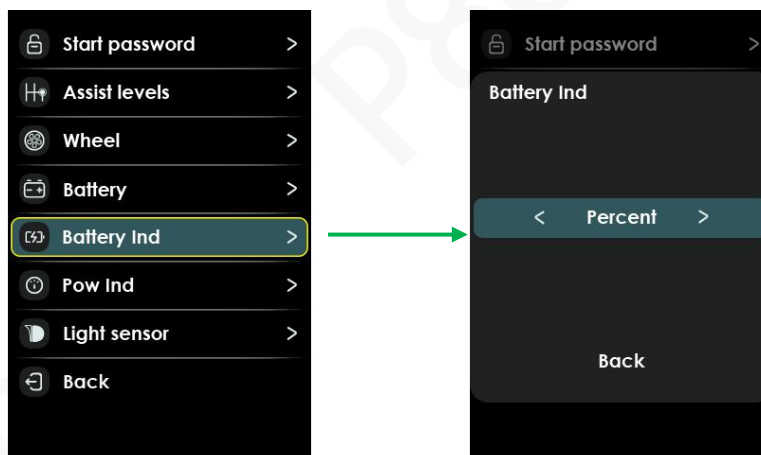 Start password >
Assist levels >
Wheel >
Battery >
Battery Ind >
Pow Ind >
Light sensor >
Back
Start password >
Battery Ind
< Percent >
Back